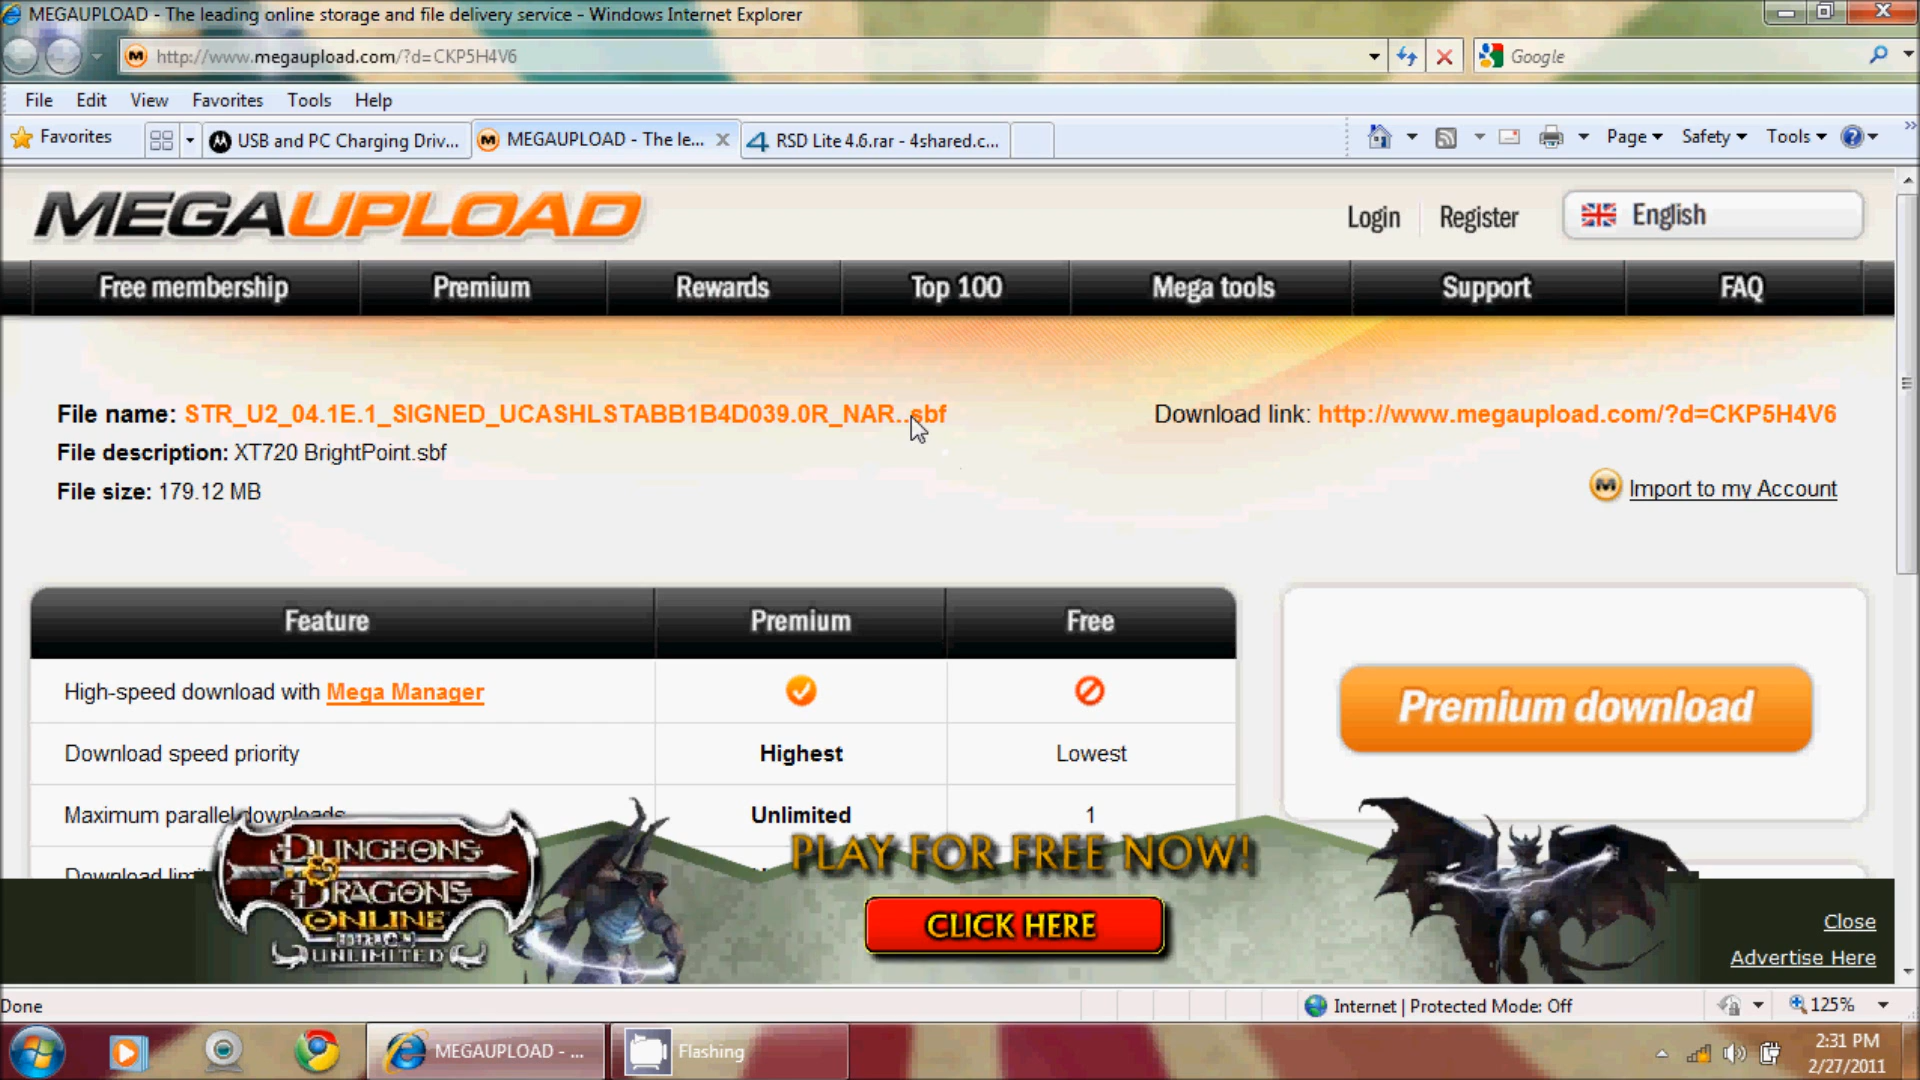 MEGAUPLOAD - The leading online storage and file delivery service - Windows Internet Explorer
http://www.megaupload.com/?d=CKP5H4V6
Google
File Edit View Favorites Tools Help
Favorites
USB and PC Charging Driv...
MEGAUPLOAD - The le...
RSD Lite 4.6.rar - 4shared.c...
Page Safety Tools
MEGAUPLOAD
Login Register English
Free membership Premium Rewards Top 100 Mega tools Support FAQ
File name: STR_U2_04.1E.1_SIGNED_UCASHLSTABB1B4D039.0R_NAR..sbf
Download link: http://www.megaupload.com/?d=CKP5H4V6
File description: XT720 BrightPoint.sbf
File size: 179.12 MB
Import to my Account
Feature Premium Free
High-speed download with Mega Manager
Premium download
Download speed priority Highest Lowest
Maximum parallel downloads Unlimited 1
Download
DUNGEONS
& DRAGONS
ONLINE
UNLIMITED
PLAY FOR FREE NOW!
CLICK HERE
Close
Advertise Here
Done
Internet | Protected Mode: Off
125%
MEGAUPLOAD - ...
Flashing
2:31 PM
2/27/2011